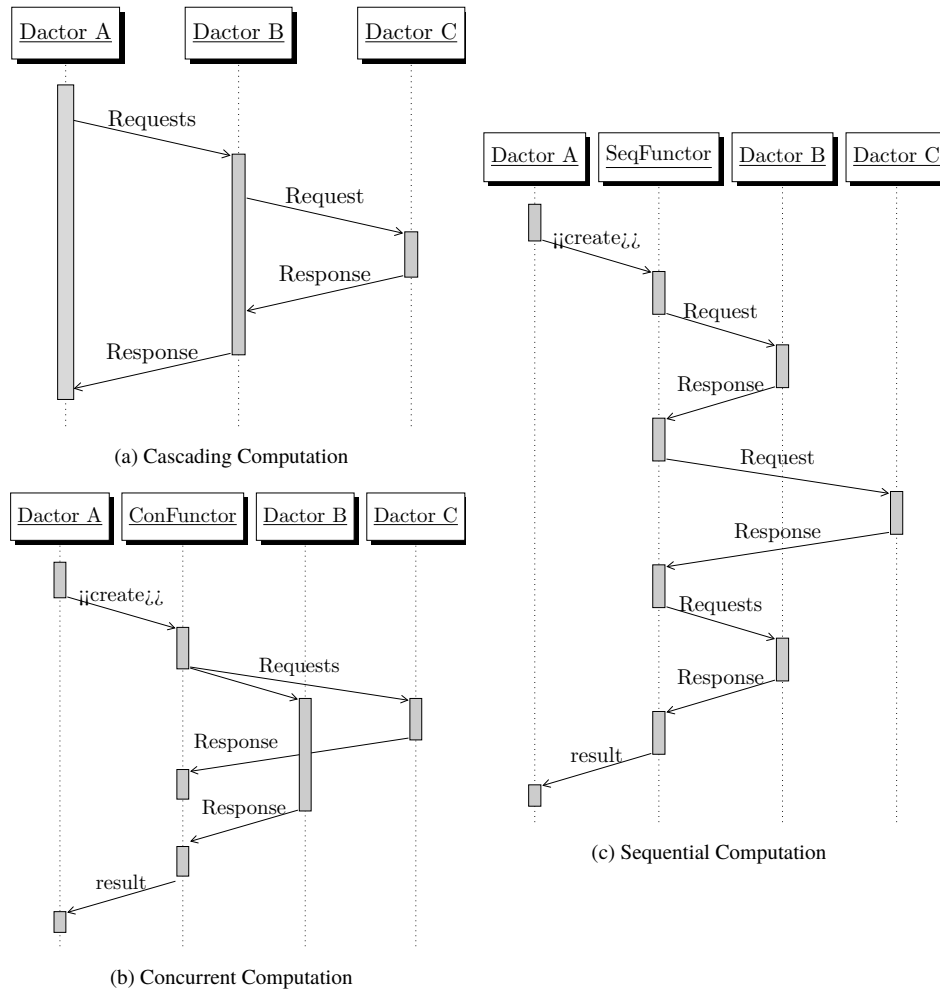 Dactor A
Dactor B
Dactor C
Requests
Request
Response
Response
(a) Cascading Computation
Dactor A
ConFunctor
Dactor B
Dactor C
¡¡create¿¿
Requests
Response
Response
result
(b) Concurrent Computation
Dactor A
SeqFunctor
Dactor B
Dactor C
¡¡create¿¿
Request
Response
Request
Response
Requests
Response
result
(c) Sequential Computation